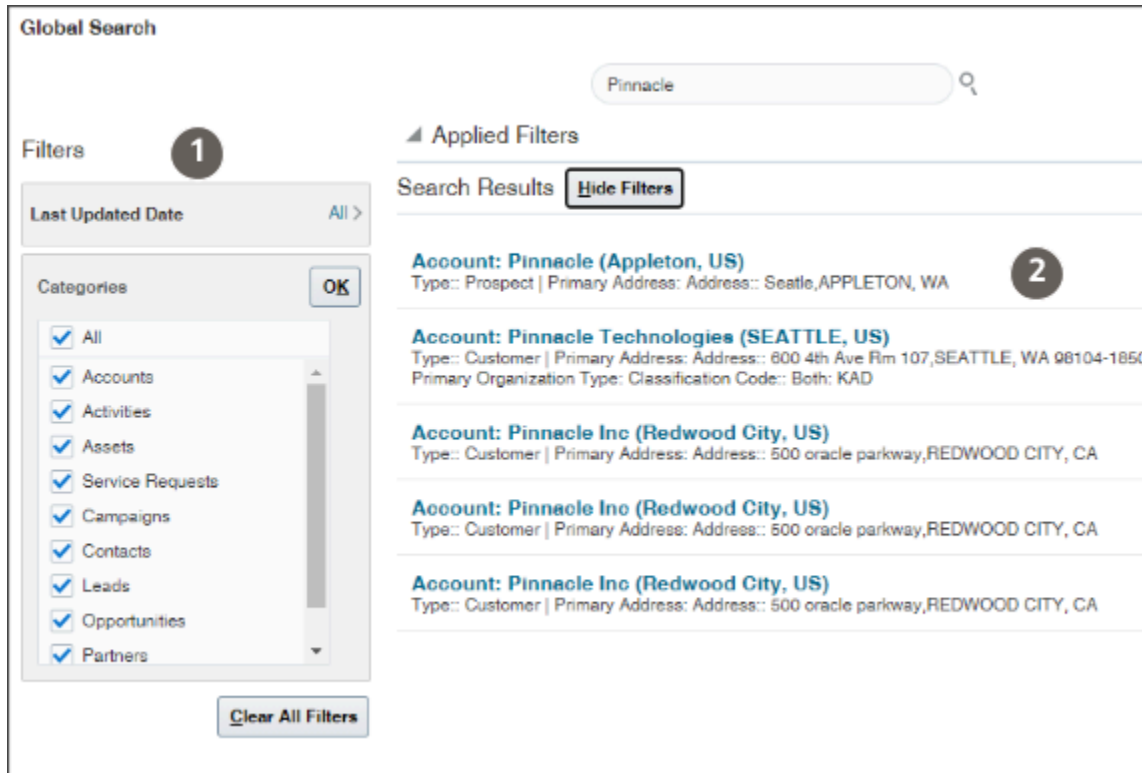 Global Search
Pinnacle
Filters
1
Last Updated Date All >
Categories OK
All
Accounts
Activities
Assets
Service Requests
Campaigns
Contacts
Leads
Opportunities
Partners
Clear All Filters
Applied Filters
Search Results Hide Filters
2
Account: Pinnacle (Appleton, US)
Type:: Prospect | Primary Address: Address:: Seatle,APPLETON, WA
Account: Pinnacle Technologies (SEATTLE, US)
Type:: Customer | Primary Address: Address:: 600 4th Ave Rm 107,SEATTLE, WA 98104-1850
Primary Organization Type: Classification Code:: Both: KAD
Account: Pinnacle Inc (Redwood City, US)
Type:: Customer | Primary Address: Address:: 500 oracle parkway,REDWOOD CITY, CA
Account: Pinnacle Inc (Redwood City, US)
Type:: Customer | Primary Address: Address:: 500 oracle parkway,REDWOOD CITY, CA
Account: Pinnacle Inc (Redwood City, US)
Type:: Customer | Primary Address: Address:: 500 oracle parkway,REDWOOD CITY, CA